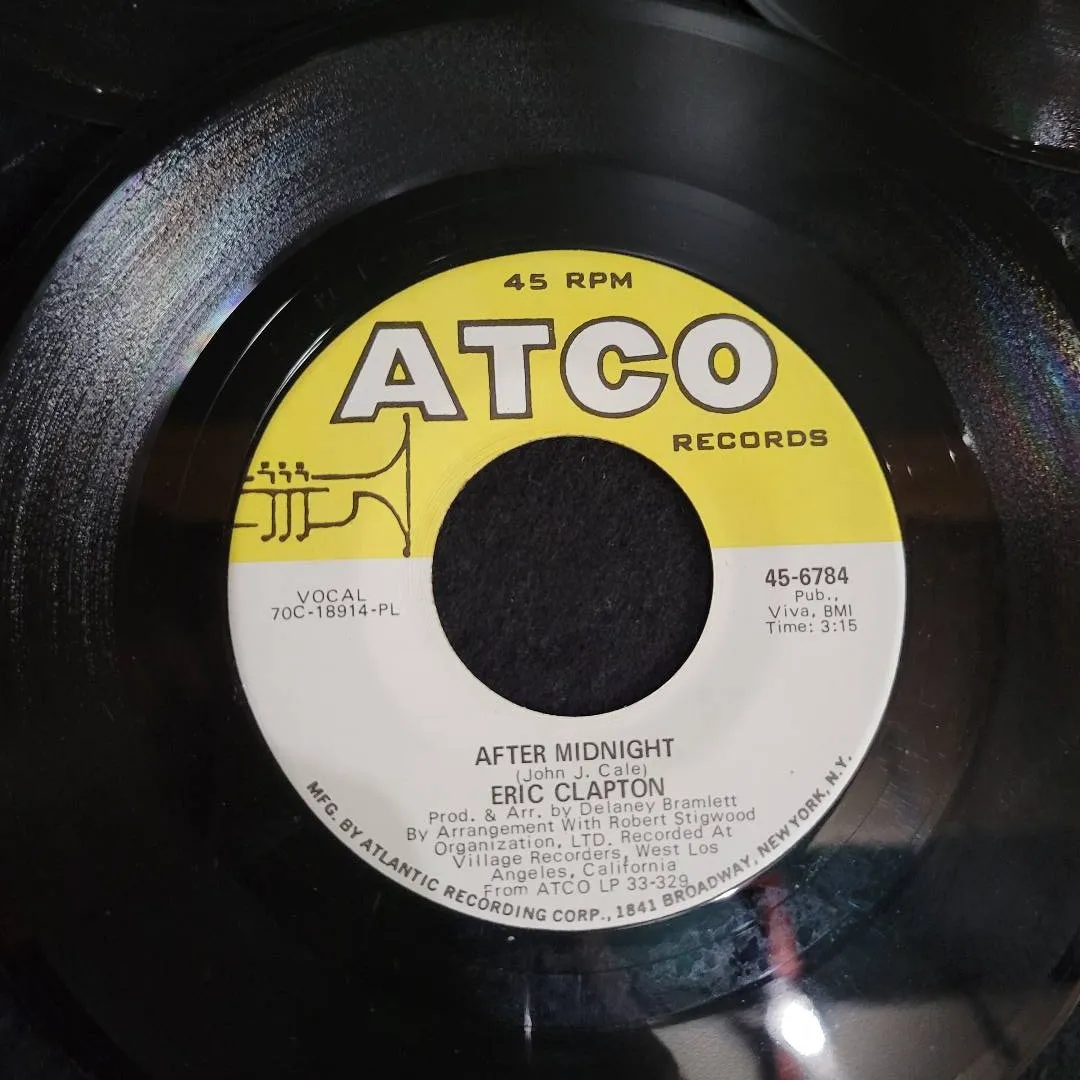 45 RPM
ATCO
RECORDS
VOCAL
70C-18914-PL
45-6784
Pub.,
Viva, BMI
Time: 3:15
AFTER MIDNIGHT
(John J. Cale)
ERIC CLAPTON
Prod. & Arr. by Delaney Bramlett
By Arrangement With Robert Stigwood
Organization, LTD. Recorded At
Village Recorders, West Los
Angeles, California
From ATCO LP 33-329
MFG. BY ATLANTIC RECORDING CORP., 1841 BROADWAY, NEW YORK, N.Y.